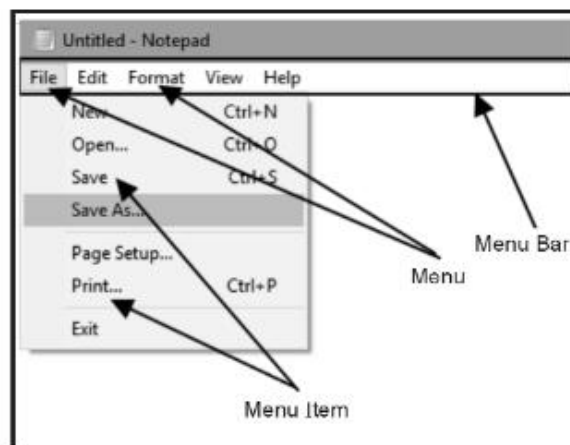 Untitled - Notepad
File Edit Format View Help
New Ctrl+N
Open... Ctrl+O
Save Ctrl+S
Save As...
Page Setup...
Print... Ctrl+P
Exit
Menu Bar
Menu
Menu Item